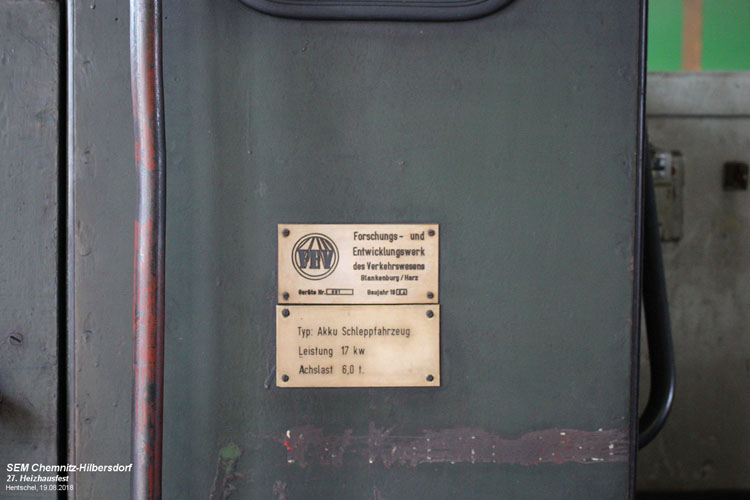 Forschungs- und
Entwicklungswerk
des Verkehrswesens
Blankenburg/Harz
Geräte Nr. 001 Baujahr 19
Typ: Akku Schleppfahrzeug
Leistung 17 kw
Achslast 6,0 t.
SEM Chemnitz-Hilbersdorf
27. Heizhausfest
Hentschel, 19.08.2018